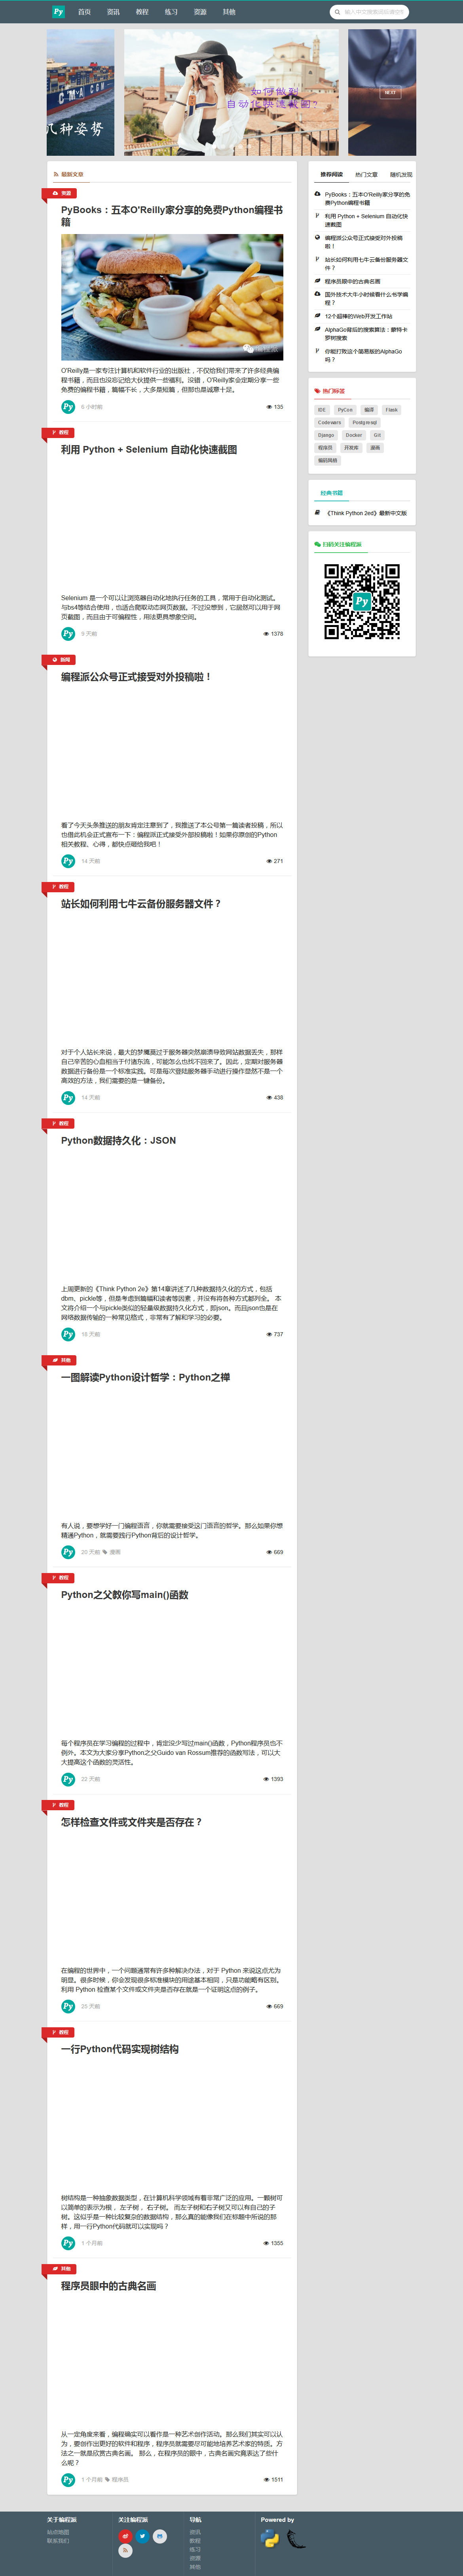 Py 首页 资讯 教程 练习 资源 其他
CMA CGM
几种姿势
如何做到
自动化快速截图？
NEXT
最新文章
资源
PyBooks：五本O'Reilly家分享的免费Python编程书
籍
编程派
O'Reilly是一家专注计算机和软件行业的出版社，不仅给我们带来了许多经典编
程书籍，而且也没忘记给大伙提供一些福利。没错，O'Reilly家会定期分享一些
免费的编程书籍，篇幅不长，大多是短篇，但那也是诚意十足。
6 小时前 135
教程
利用 Python + Selenium 自动化快速截图
Selenium 是一个可以让浏览器自动化地执行任务的工具，常用于自动化测试。
与bs4等结合使用，也适合爬取动态网页数据。不过没想到，它居然可以用于网
页截图，而且由于可编程性，用法更具想象空间。
5 天前 1378
新闻
编程派公众号正式接受对外投稿啦！
看了今天头条推送的朋友肯定注意到了，我推送了本公号第一篇读者投稿，所以
也借此机会正式宣布一下：编程派正式接受外部投稿啦！如果你原创的Python
相关教程、心得，都快点砸给我吧！
14 天前 271
教程
站长如何利用七牛云备份服务器文件？
对于个人站长来说，最大的梦魇莫过于服务器突然崩溃导致网站数据丢失，那样
自己辛苦的心血相当于付诸东流，可能怎么也找不回来了。因此，定期对服务器
数据进行备份是一个标准实践。可是每次登陆服务器手动进行操作显然不是一个
高效的方法，我们需要的是一键备份。
14 天前 438
教程
Python数据持久化：JSON
上周更新的《Think Python 2e》第14章讲述了几种数据持久化的方式，包括
dbm、pickle等，但是考虑到篇幅和读者等因素，并没有将各种方式都列全。 本
文将介绍一个与pickle类似的轻量级数据持久化方式，即json。而且json也是在
网络数据传输的一种常见格式，非常有了解和学习的必要。
18 天前 737
其他
一图解读Python设计哲学：Python之禅
有人说，要想学好一门编程语言，你就需要接受这门语言的哲学。那么如果你想
精通Python，就需要践行Python背后的设计哲学。
20 天前 漫画 669
教程
Python之父教你写main()函数
每个程序员在学习编程的过程中，肯定没少写过main()函数，Python程序员也不
例外。本文为大家分享Python之父Guido van Rossum推荐的函数写法，可以大
大提高这个函数的灵活性。
22 天前 1393
教程
怎样检查文件或文件夹是否存在？
在编程的世界中，一个问题通常有许多种解决办法，对于 Python 来说这点尤为
明显。很多时候，你会发现很多标准模块的用途基本相同，只是功能略有区别。
利用 Python 检查某个文件或文件夹是否存在就是一个证明这点的例子。
25 天前 669
教程
一行Python代码实现树结构
树结构是一种抽象数据类型，在计算机科学领域有着非常广泛的应用。一颗树可
以简单的表示为根， 左子树， 右子树。 而左子树和右子树又可以有自己的子
树。这似乎是一种比较复杂的数据结构，那么真的能像我们在标题中所说的那
样，用一行Python代码就可以实现吗？
1 个月前 1355
其他
程序员眼中的古典名画
从一定角度来看，编程确实可以看作是一种艺术创作活动。那么我们其实可以认
为，要创作出更好的软件和程序，程序员就需要尽可能地培养艺术家的特质。方
法之一就是欣赏古典名画。 那么，在程序员的眼中，古典名画究竟表达了些什
么呢？
1 个月前 程序员 1511
推荐阅读 热门文章 随机发现
PyBooks：五本O'Reilly家分享的免
费Python编程书籍
利用 Python + Selenium 自动化快
速截图
编程派公众号正式接受对外投稿
啦！
站长如何利用七牛云备份服务器文
件？
程序员眼中的古典名画
国外技术大牛小时候看什么书学编
程？
12个超棒的Web开发工作站
AlphaGo背后的搜索算法：蒙特卡
罗树搜索
你能打败这个简易版的AlphaGo
吗？
热门标签
IDE PyCon 编译 Flask
Codewars Postgresql
Django Docker Git
程序员 开发库 漫画
编码风格
经典书籍
《Think Python 2ed》最新中文版
扫码关注编程派
Py
关于编程派 关注编程派 导航 Powered by
站点地图
联系我们
资讯
教程
练习
资源
其他